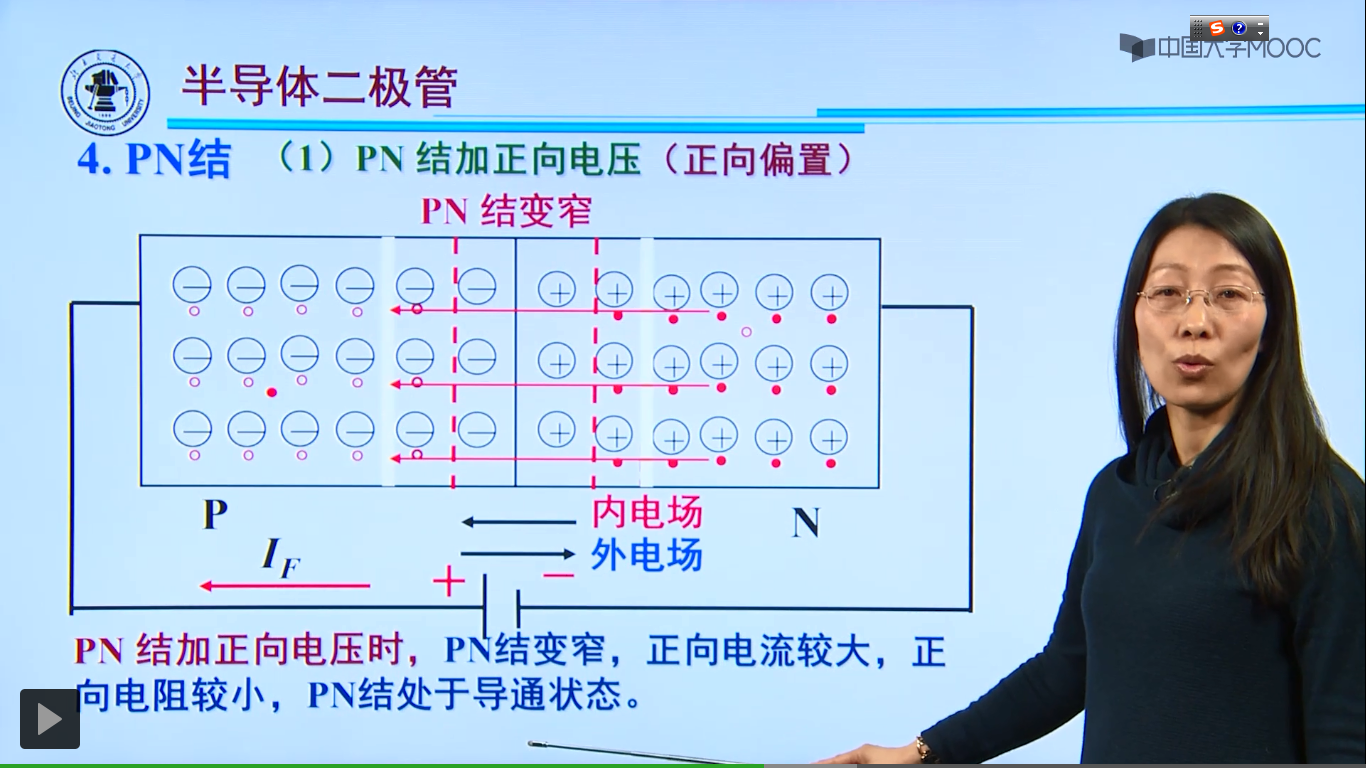 中国大学MOOC
半导体二极管
4. PN结 （1）PN 结加正向电压（正向偏置）
PN 结变窄
P
N
内电场
外电场
I_F
+ −
PN 结加正向电压时，PN结变窄，正向电流较大，正
向电阻较小，PN结处于导通状态。